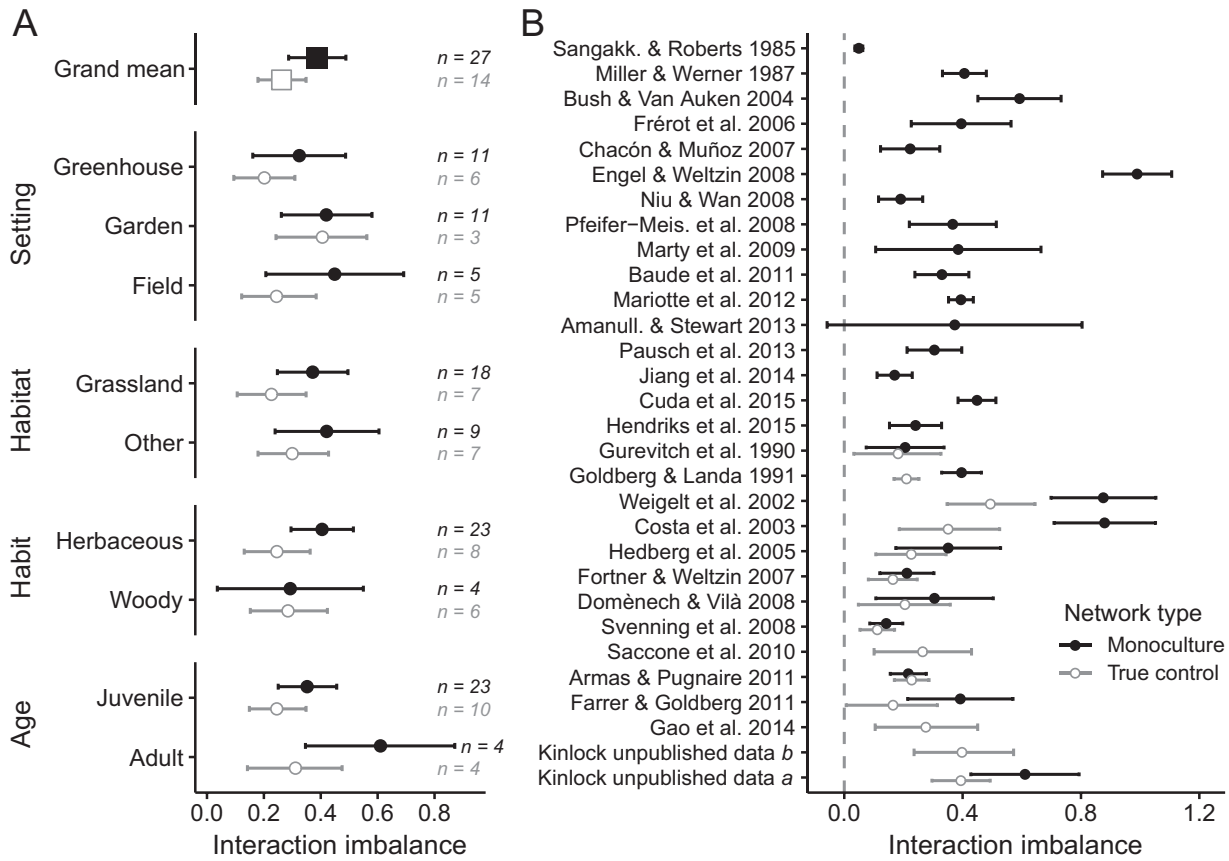 A
Grand mean
n = 27
n = 14
Setting
Greenhouse
n = 11
n = 6
Garden
n = 11
n = 3
Field
n = 5
n = 5
Habitat
Grassland
n = 18
n = 7
Other
n = 9
n = 7
Habit
Herbaceous
n = 23
n = 8
Woody
n = 4
n = 6
Age
Juvenile
n = 23
n = 10
Adult
n = 4
n = 4
0.0 0.2 0.4 0.6 0.8
Interaction imbalance
B
Sangakk. & Roberts 1985
Miller & Werner 1987
Bush & Van Auken 2004
Frérot et al. 2006
Chacón & Muñoz 2007
Engel & Weltzin 2008
Niu & Wan 2008
Pfeifer−Meis. et al. 2008
Marty et al. 2009
Baude et al. 2011
Mariotte et al. 2012
Amanull. & Stewart 2013
Pausch et al. 2013
Jiang et al. 2014
Cuda et al. 2015
Hendriks et al. 2015
Gurevitch et al. 1990
Goldberg & Landa 1991
Weigelt et al. 2002
Costa et al. 2003
Hedberg et al. 2005
Fortner & Weltzin 2007
Domènech & Vilà 2008
Svenning et al. 2008
Saccone et al. 2010
Armas & Pugnaire 2011
Farrer & Goldberg 2011
Gao et al. 2014
Kinlock unpublished data b
Kinlock unpublished data a
Network type
Monoculture
True control
0.0 0.4 0.8 1.2
Interaction imbalance